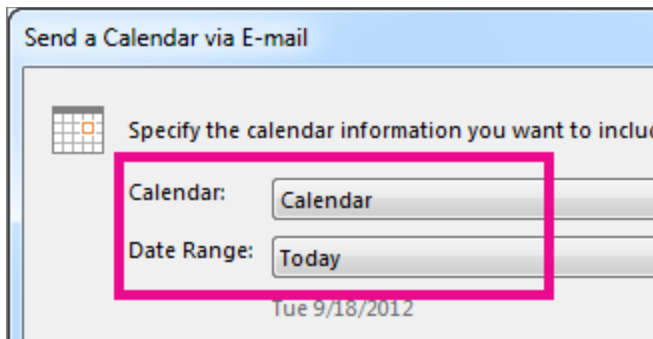 Send a Calendar via E-mail
Specify the calendar information you want to
Calendar: Calendar
Date Range: Today
Tue 9/18/2012